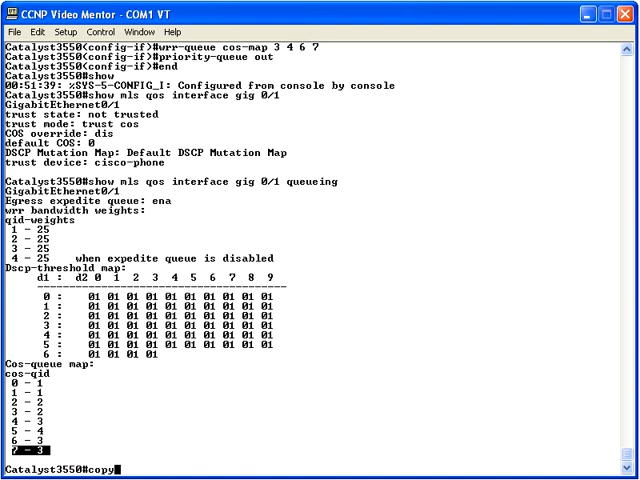 CCNP Video Mentor - COM1 VT
File Edit Setup Control Window Help
Catalyst3550(config-if)#wrr-queue cos-map 3 4 6 7
Catalyst3550(config-if)#priority-queue out
Catalyst3550(config-if)#end
Catalyst3550#show
00:51:39: %SYS-5-CONFIG_I: Configured from console by console
Catalyst3550#show mls qos interface gig 0/1
GigabitEthernet0/1
trust state: not trusted
trust mode: trust cos
COS override: dis
default COS: 0
DSCP Mutation Map: Default DSCP Mutation Map
trust device: cisco-phone
Catalyst3550#show mls qos interface gig 0/1 queueing
GigabitEthernet0/1
Egress expedite queue: ena
wrr bandwidth weights:
qid-weights
1 - 25
2 - 25
3 - 25
4 - 25 when expedite queue is disabled
Dscp-threshold map:
d1 : d2 0 1 2 3 4 5 6 7 8 9
---------------------------------------
0 : 01 01 01 01 01 01 01 01 01 01
1 : 01 01 01 01 01 01 01 01 01 01
2 : 01 01 01 01 01 01 01 01 01 01
3 : 01 01 01 01 01 01 01 01 01 01
4 : 01 01 01 01 01 01 01 01 01 01
5 : 01 01 01 01 01 01 01 01 01 01
6 : 01 01 01 01
Cos-queue map:
cos-qid
0 - 1
1 - 1
2 - 2
3 - 2
4 - 3
5 - 4
6 - 3
7 - 3
Catalyst3550#copy